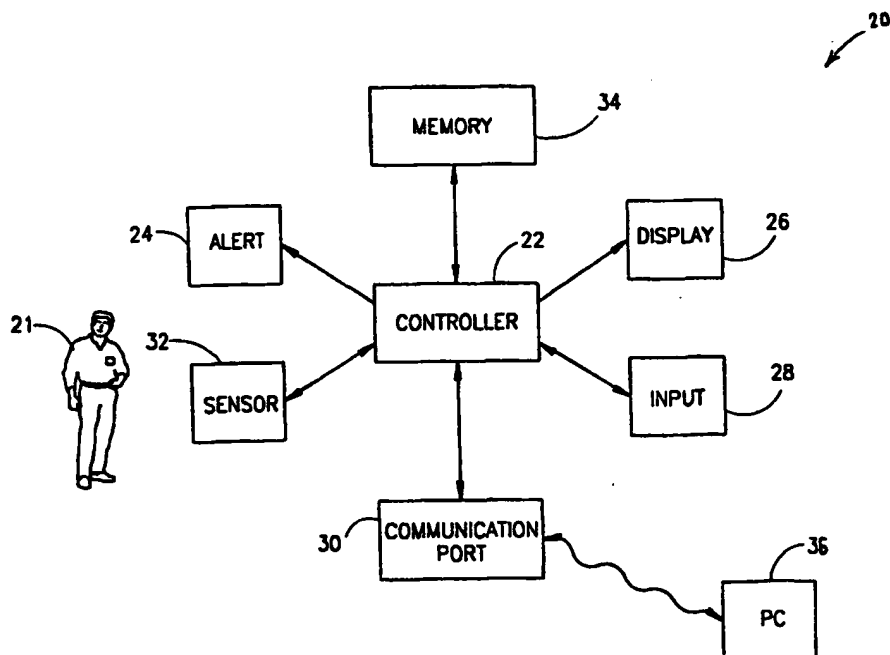 20
MEMORY
34
24
ALERT
22
DISPLAY
26
21
32
CONTROLLER
SENSOR
INPUT
28
30
COMMUNICATION
PORT
36
PC